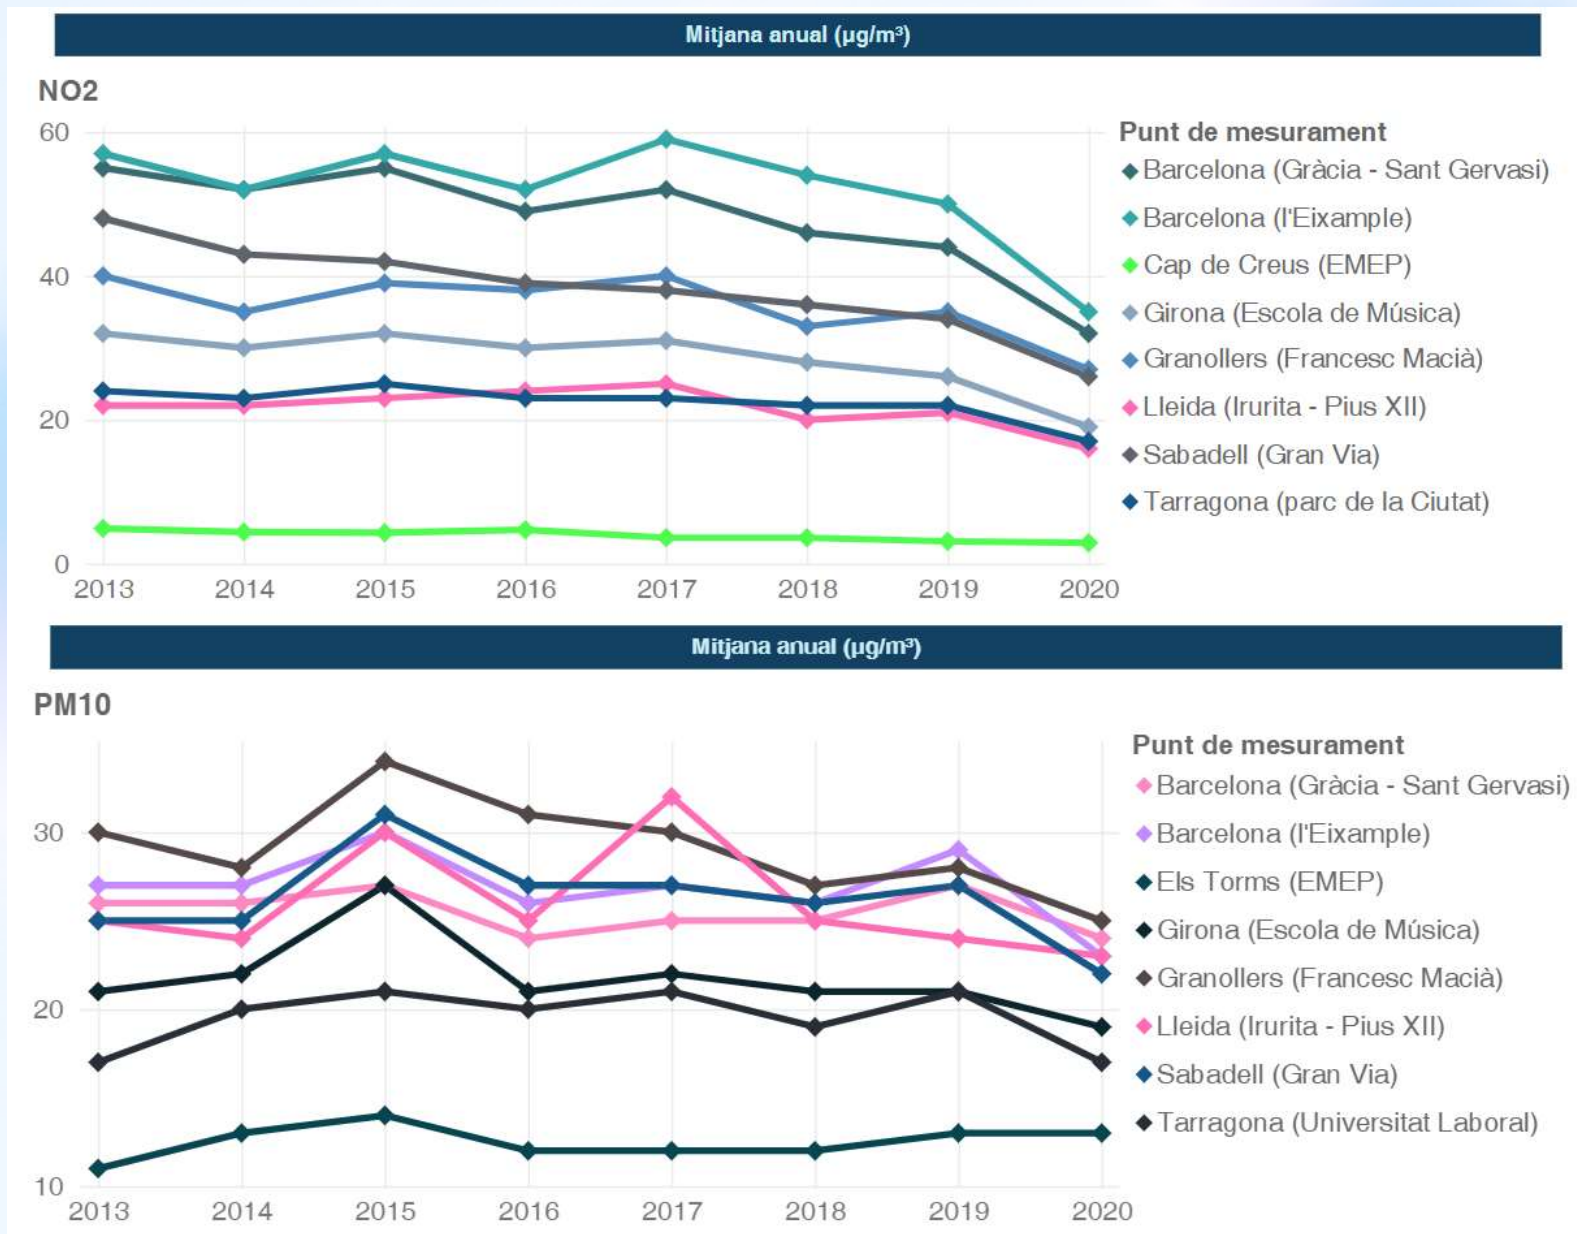 Mitjana anual (µg/m³)
NO2
60
40
20
0
2013 2014 2015 2016 2017 2018 2019 2020
Punt de mesurament
Barcelona (Gràcia - Sant Gervasi)
Barcelona (l'Eixample)
Cap de Creus (EMEP)
Girona (Escola de Música)
Granollers (Francesc Macià)
Lleida (Irurita - Pius XII)
Sabadell (Gran Via)
Tarragona (parc de la Ciutat)
Mitjana anual (µg/m³)
PM10
30
20
10
2013 2014 2015 2016 2017 2018 2019 2020
Punt de mesurament
Barcelona (Gràcia - Sant Gervasi)
Barcelona (l'Eixample)
Els Torms (EMEP)
Girona (Escola de Música)
Granollers (Francesc Macià)
Lleida (Irurita - Pius XII)
Sabadell (Gran Via)
Tarragona (Universitat Laboral)